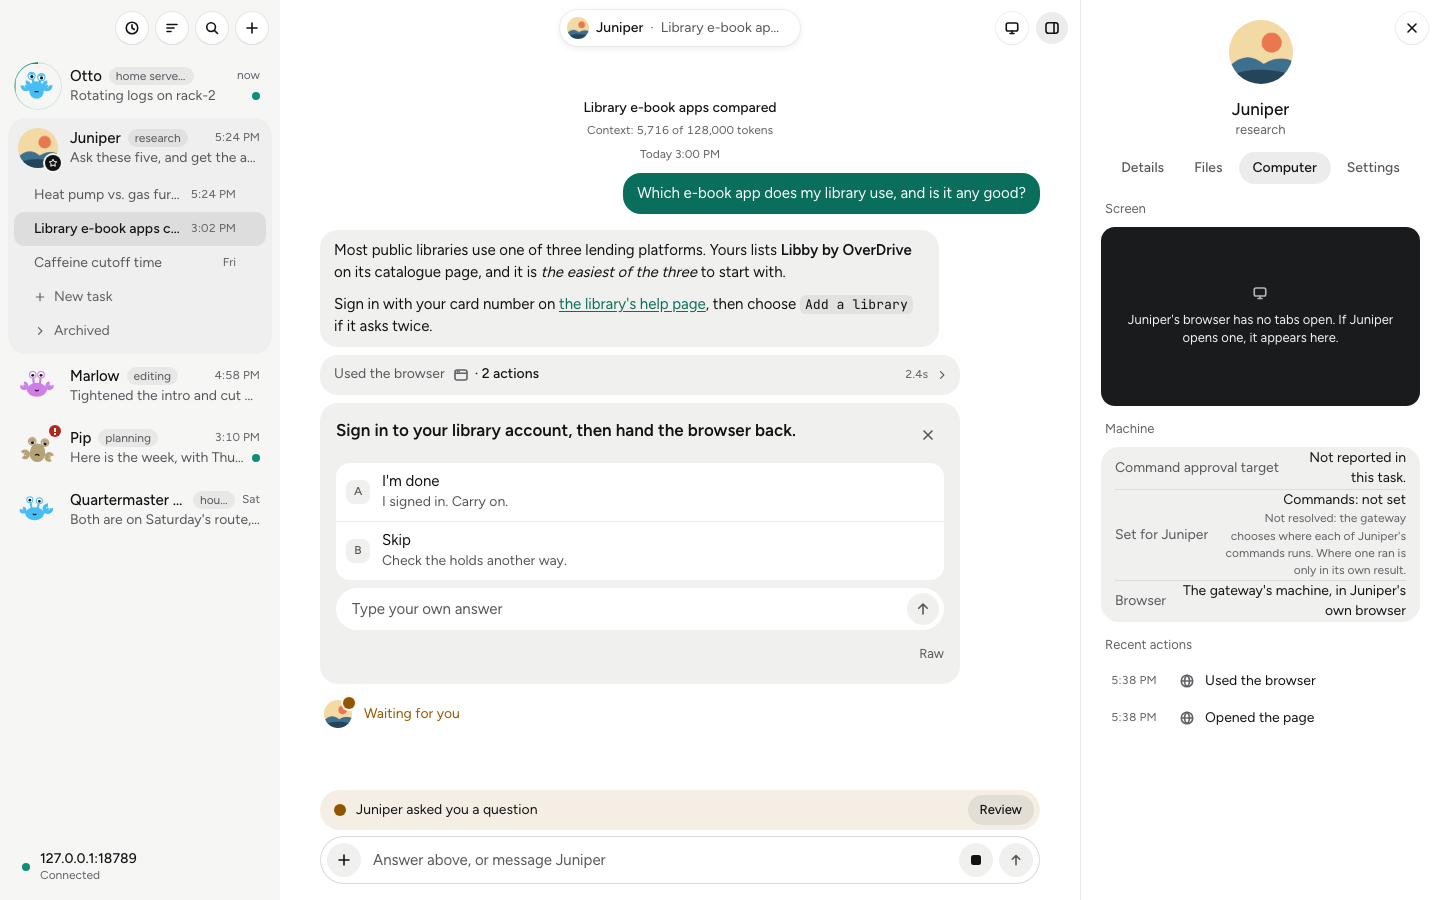 Otto home serve... now
Rotating logs on rack-2
Juniper research 5:24 PM
Ask these five, and get the a...
Heat pump vs. gas fur... 5:24 PM
Library e-book apps c... 3:02 PM
Caffeine cutoff time Fri
New task
Archived
Marlow editing 4:58 PM
Tightened the intro and cut ...
Pip planning 3:10 PM
Here is the week, with Thu...
Quartermaster ... hou... Sat
Both are on Saturday's route,...
127.0.0.1:18789
Connected
Juniper · Library e-book ap...
Library e-book apps compared
Context: 5,716 of 128,000 tokens
Today 3:00 PM
Which e-book app does my library use, and is it any good?
Most public libraries use one of three lending platforms. Yours lists Libby by OverDrive
on its catalogue page, and it is the easiest of the three to start with.
Sign in with your card number on the library's help page, then choose Add a library
if it asks twice.
Used the browser · 2 actions 2.4s
Sign in to your library account, then hand the browser back.
A I'm done
I signed in. Carry on.
B Skip
Check the holds another way.
Type your own answer
Raw
Waiting for you
Juniper asked you a question Review
Answer above, or message Juniper
Juniper
research
Details Files Computer Settings
Screen
Juniper's browser has no tabs open. If Juniper
opens one, it appears here.
Machine
Command approval target Not reported in
this task.
Set for Juniper Commands: not set
Not resolved: the gateway
chooses where each of Juniper's
commands runs. Where one ran is
only in its own result.
Browser The gateway's machine, in Juniper's
own browser
Recent actions
5:38 PM Used the browser
5:38 PM Opened the page